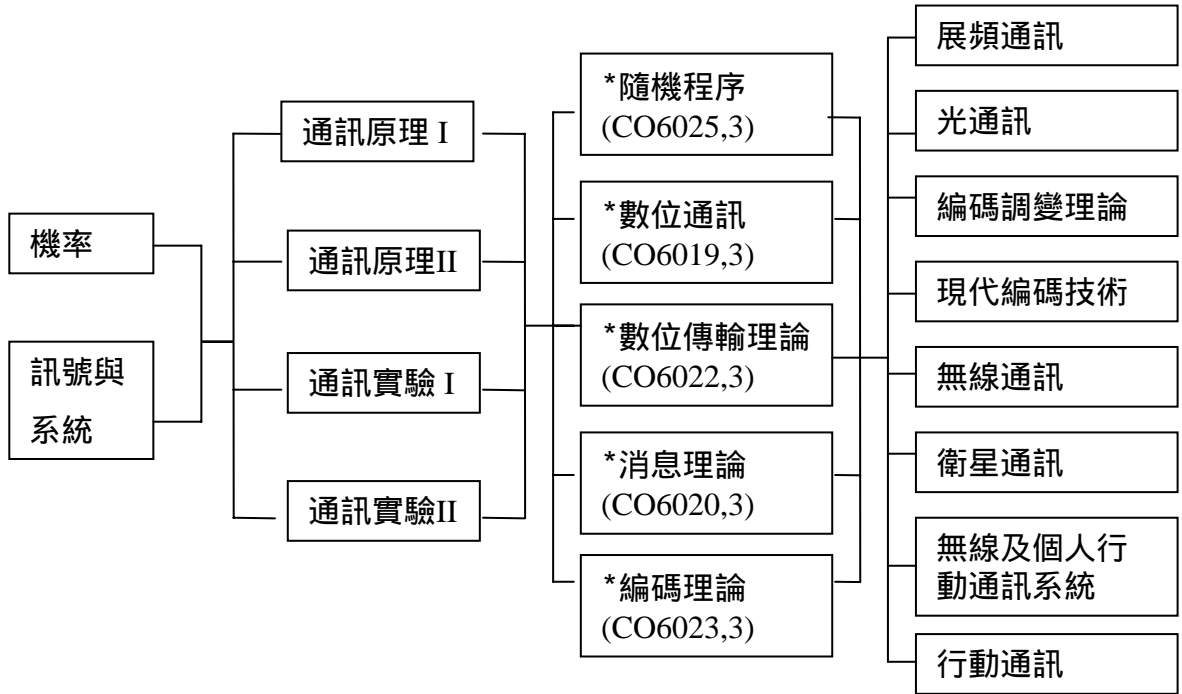 機率
訊號與
系統
通訊原理 I
通訊原理II
通訊實驗 I
通訊實驗II
*隨機程序
(CO6025,3)
*數位通訊
(CO6019,3)
*數位傳輸理論
(CO6022,3)
*消息理論
(CO6020,3)
*編碼理論
(CO6023,3)
展頻通訊
光通訊
編碼調變理論
現代編碼技術
無線通訊
衛星通訊
無線及個人行
動通訊系統
行動通訊